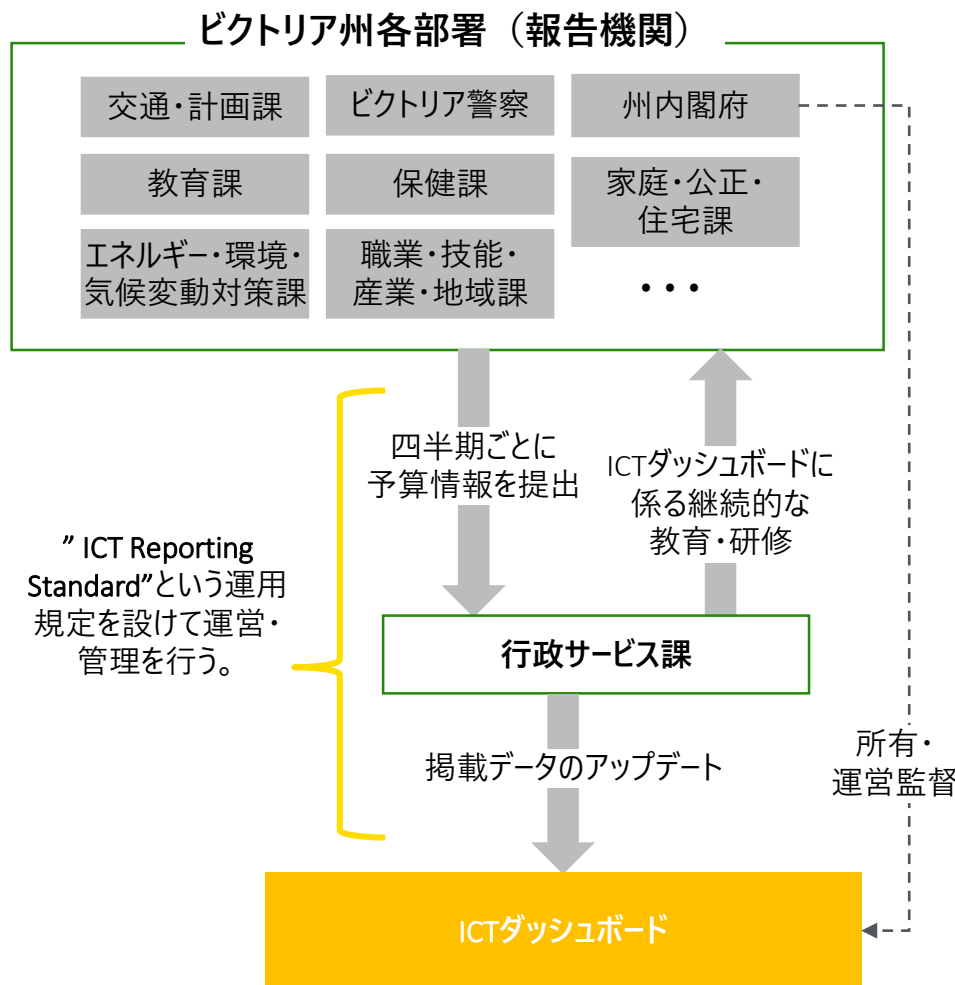 ビクトリア州各部署（報告機関）
交通・計画課
ビクトリア警察
州内閣府
教育課
保健課
家庭・公正・
住宅課
エネルギー・環境・
気候変動対策課
職業・技能・
産業・地域課
・・・
四半期ごとに
予算情報を提出
ICTダッシュボードに
係る継続的な
教育・研修
” ICT Reporting
Standard”という運用
規定を設けて運営・
管理を行う。
行政サービス課
掲載データのアップデート
所有・
運営監督
ICTダッシュボード